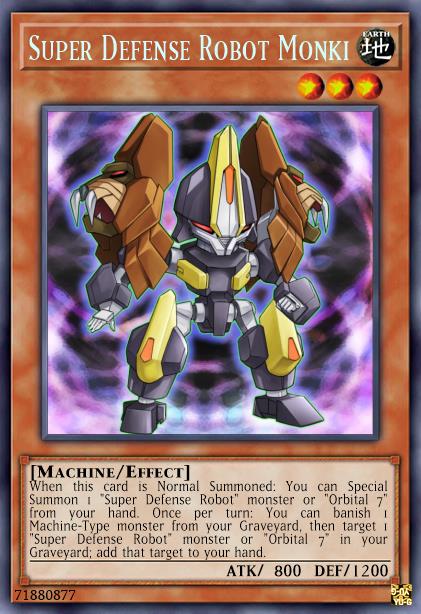 Super Defense Robot Monki
EARTH
地
[Machine/Effect]
When this card is Normal Summoned: You can Special
Summon 1 "Super Defense Robot" monster or "Orbital 7"
from your hand. Once per turn: You can banish 1
Machine-Type monster from your Graveyard, then target 1
"Super Defense Robot" monster or "Orbital 7" in your
Graveyard; add that target to your hand.
ATK/ 800 DEF/1200
71880877